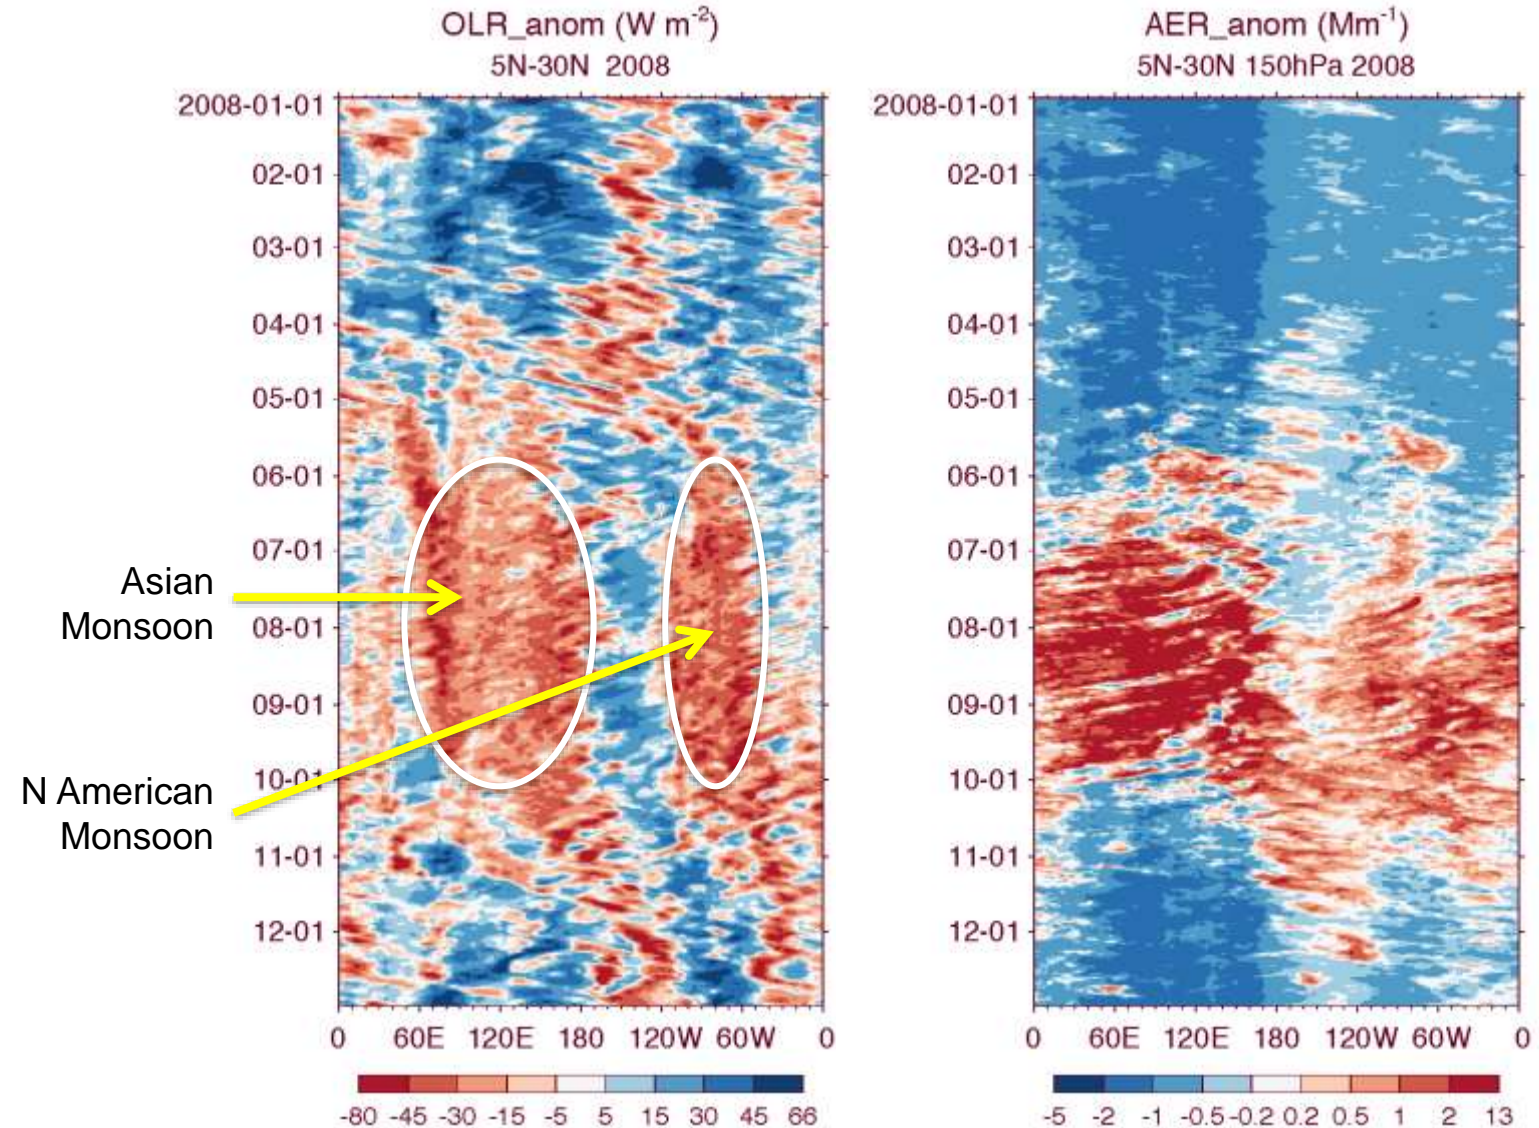 OLR_anom (W m-2)
5N-30N 2008
2008-01-01
02-01
03-01
04-01
05-01
06-01
07-01
08-01
09-01
10-01
11-01
12-01
0 60E 120E 180 120W 60W 0
-80 -45 -30 -15 -5 5 15 30 45 66
Asian
Monsoon
N American
Monsoon
AER_anom (Mm-1)
5N-30N 150hPa 2008
2008-01-01
02-01
03-01
04-01
05-01
06-01
07-01
08-01
09-01
10-01
11-01
12-01
0 60E 120E 180 120W 60W 0
-5 -2 -1 -0.5 -0.2 0.2 0.5 1 2 13